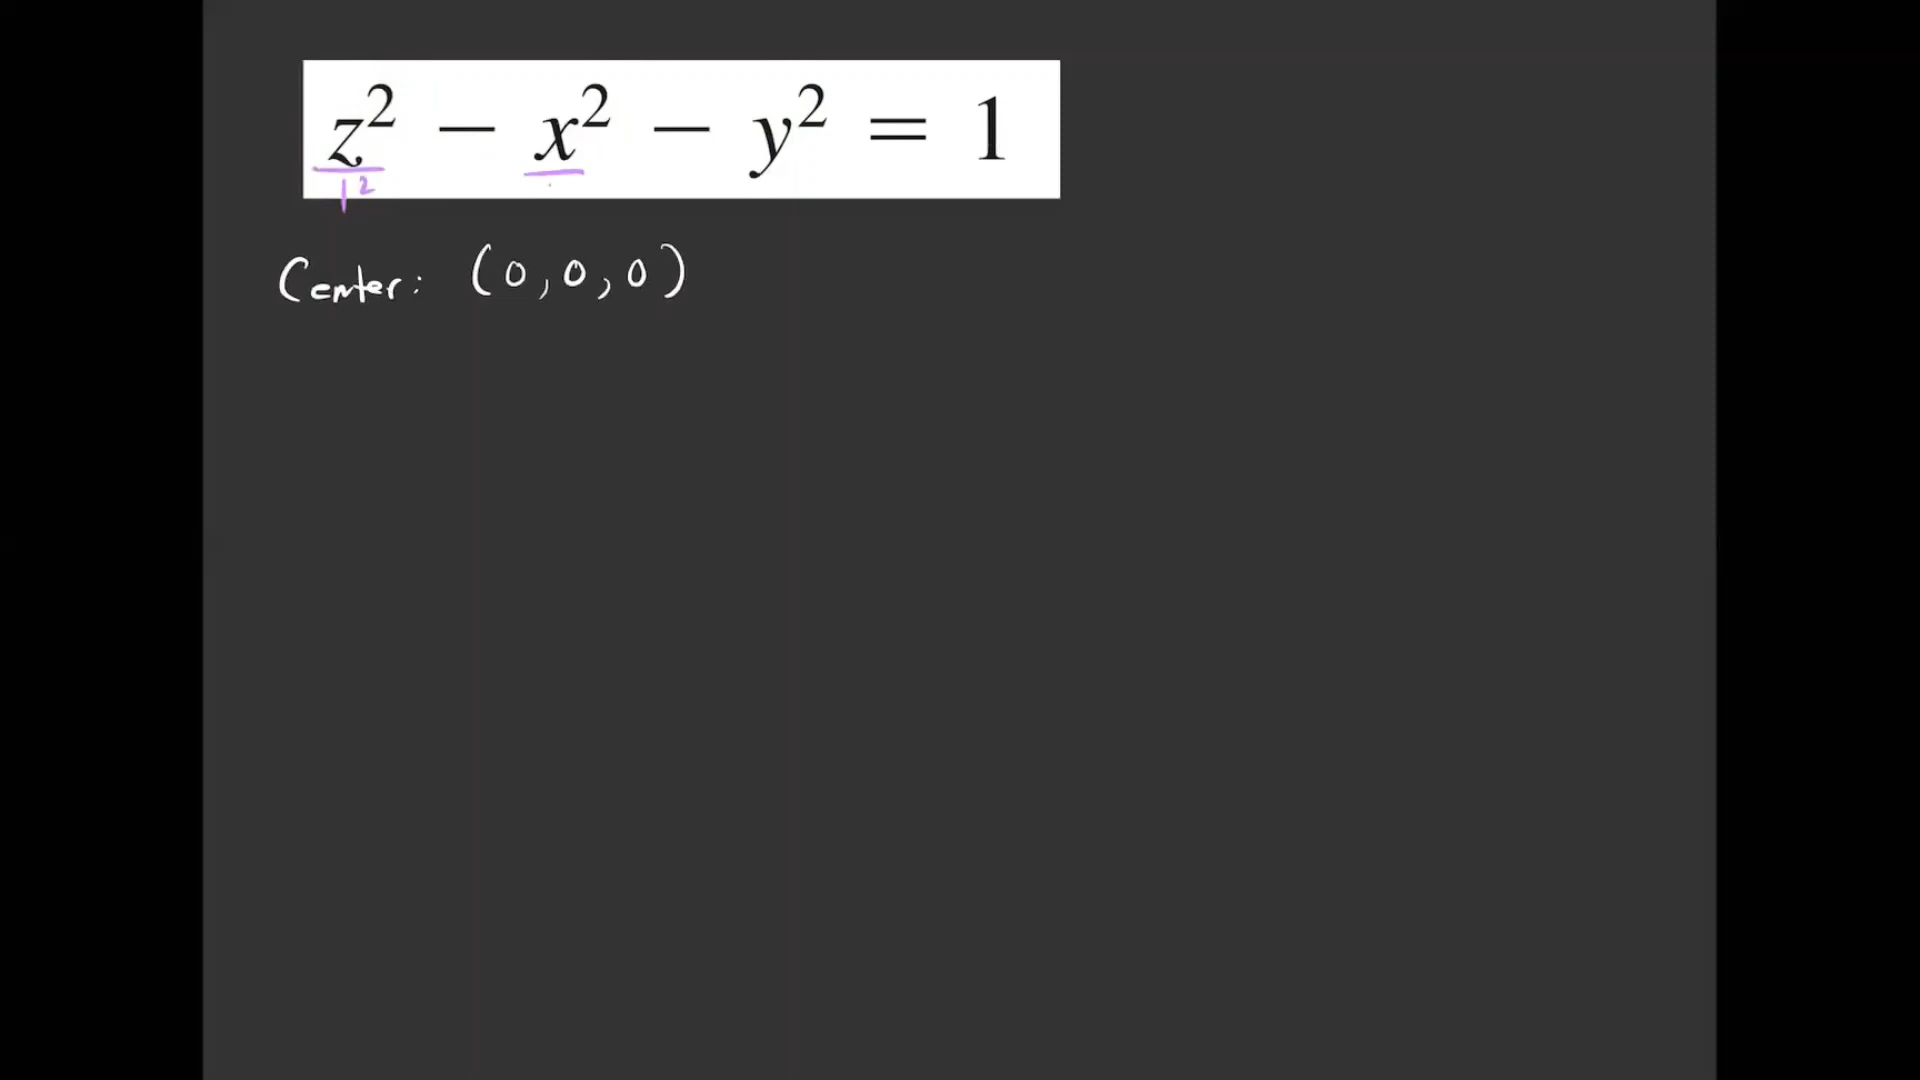 z² − x² − y² = 1
1²
Center: (0,0,0)